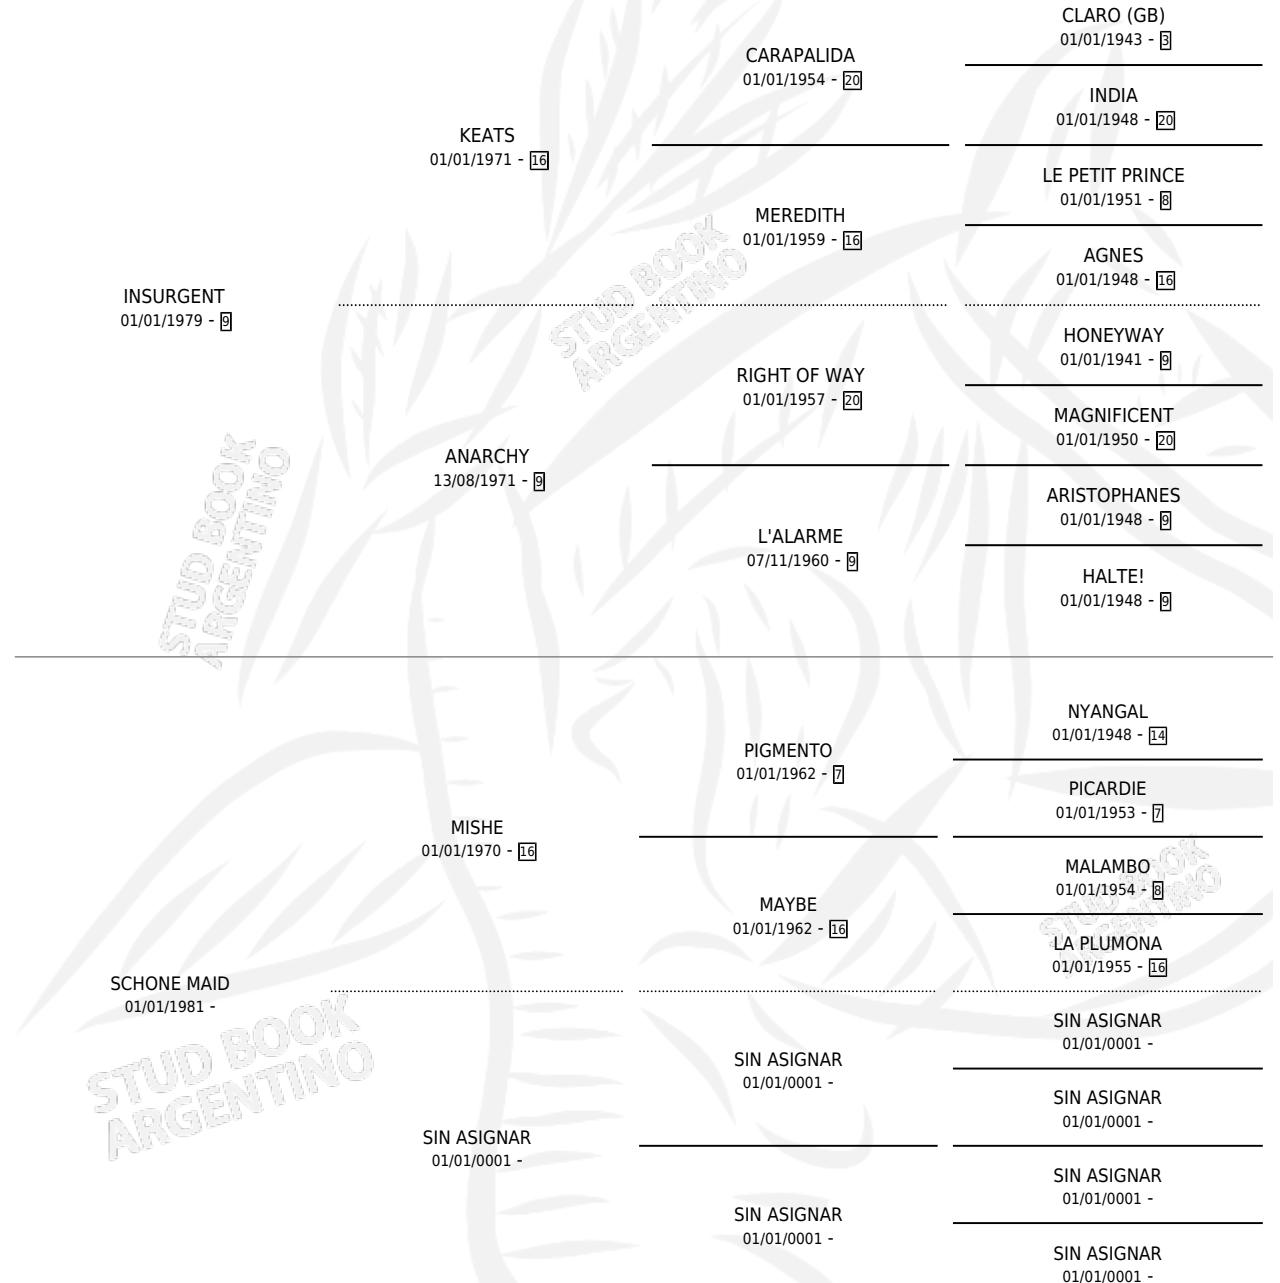 CLARO (GB)
01/01/1943 - 3
CARAPALIDA
01/01/1954 - 20
INDIA
01/01/1948 - 20
KEATS
01/01/1971 - 16
LE PETIT PRINCE
01/01/1951 - 8
MEREDITH
01/01/1959 - 16
AGNES
01/01/1948 - 16
INSURGENT
01/01/1979 - 9
HONEYWAY
01/01/1941 - 9
RIGHT OF WAY
01/01/1957 - 20
MAGNIFICENT
01/01/1950 - 20
ANARCHY
13/08/1971 - 9
ARISTOPHANES
01/01/1948 - 9
L'ALARME
07/11/1960 - 9
HALTE!
01/01/1948 - 9
NYANGAL
01/01/1948 - 14
PIGMENTO
01/01/1962 - 7
PICARDIE
01/01/1953 - 7
MISHE
01/01/1970 - 16
MALAMBO
01/01/1954 - 8
MAYBE
01/01/1962 - 16
LA PLUMONA
01/01/1955 - 16
SCHONE MAID
01/01/1981 -
SIN ASIGNAR
01/01/0001 -
SIN ASIGNAR
01/01/0001 -
SIN ASIGNAR
01/01/0001 -
SIN ASIGNAR
01/01/0001 -
SIN ASIGNAR
01/01/0001 -
SIN ASIGNAR
01/01/0001 -
SIN ASIGNAR
01/01/0001 -
STUD BOOK
ARGENTINO
STUD BOOK
ARGENTINO
STUD BOOK
ARGENTINO
STUD BOOK
ARGENTINO